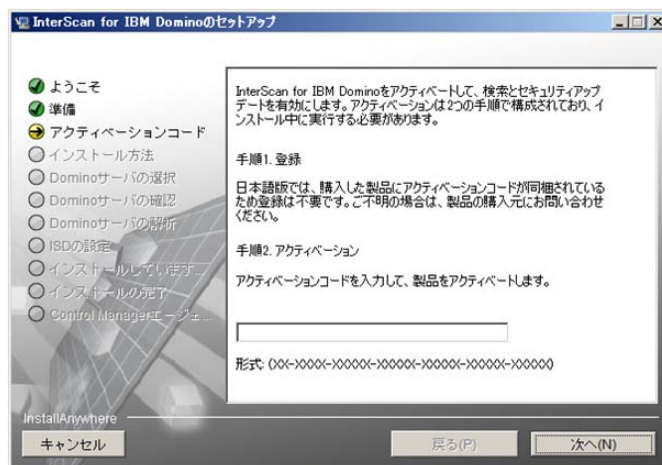 InterScan for IBM Dominoのセットアップ
ようこそ
準備
アクティベーションコード
インストール方法
Dominoサーバの選択
Dominoサーバの確認
Dominoサーバの解析
ISDの設定
インストールしています...
インストールの完了
Control Managerエージェ...
InterScan for IBM Dominoをアクティベートして、検索とセキュリティアップ
デートを有効にします。アクティベーションは2つの手順で構成されており、イ
ンストール中に実行する必要があります。
手順1. 登録
日本語版では、購入した製品にアクティベーションコードが同梱されている
ため登録は不要です。ご不明の場合は、製品の購入元にお問い合わせ
ください。
手順2. アクティベーション
アクティベーションコードを入力して、製品をアクティベートします。
形式: (XX-XXXX-XXXXX-XXXXX-XXXXX-XXXXX-XXXXX)
InstallAnywhere
キャンセル
戻る(P)
次へ(N)